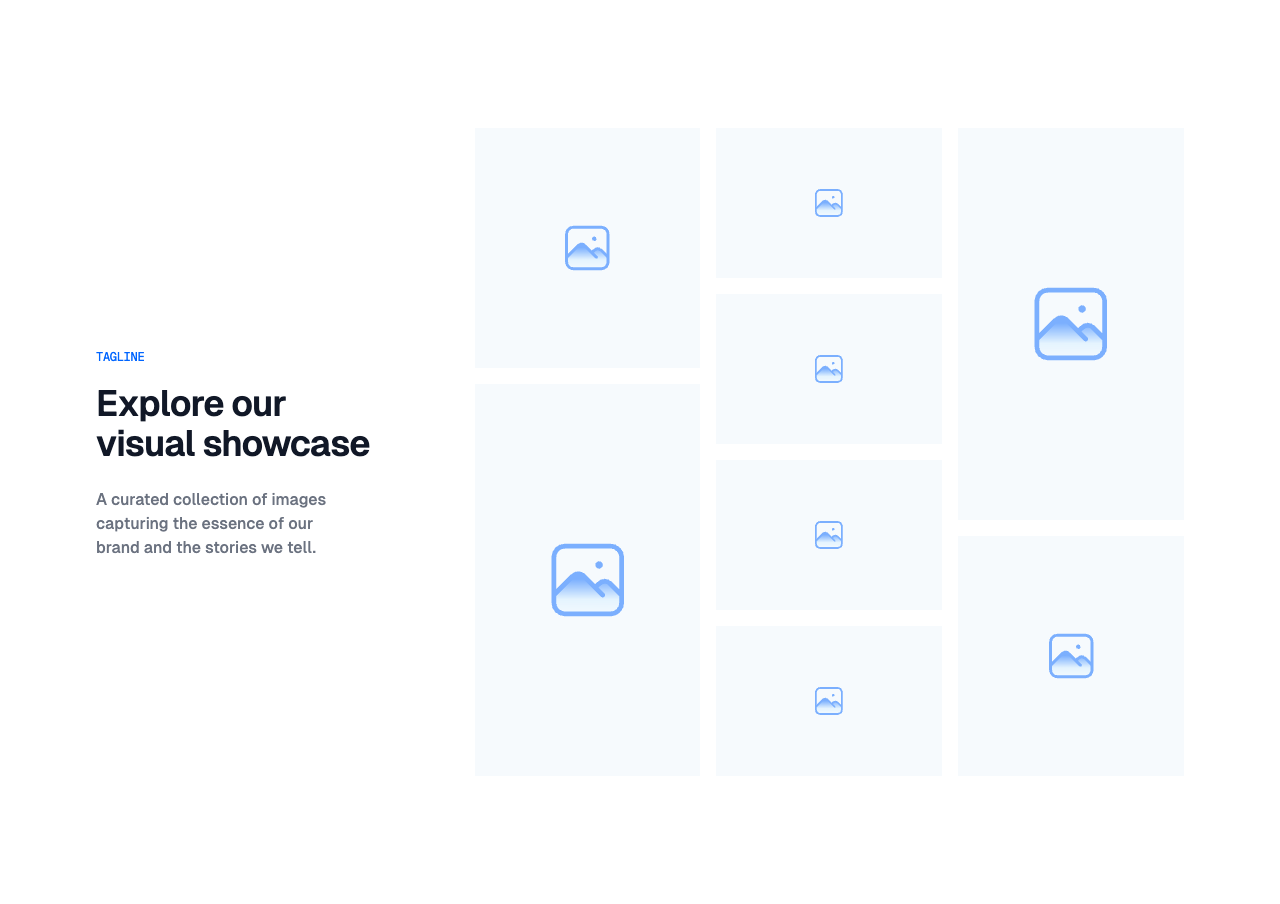 TAGLINE
Explore our
visual showcase
A curated collection of images
capturing the essence of our
brand and the stories we tell.